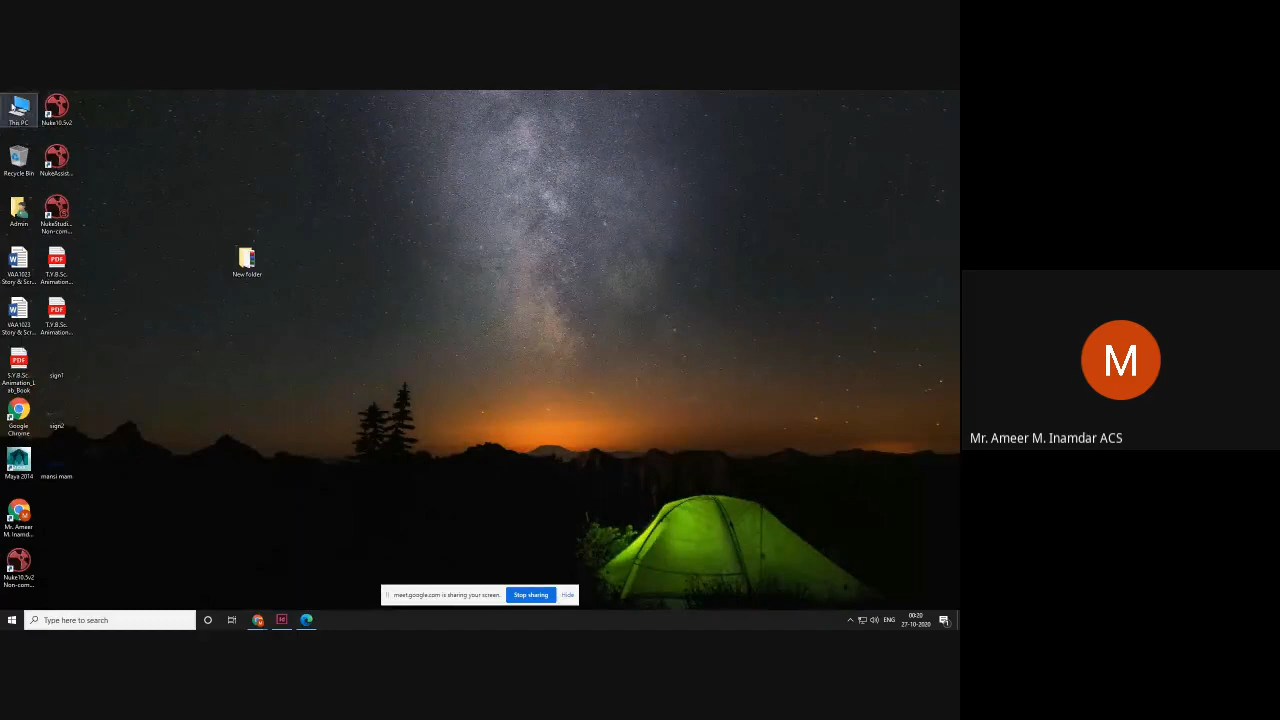 This PC
Nuke10.5v2
Recycle Bin
NukeAssist...
Admin
NukeStudi...
Non-com...
New folder
VAA1023
Story & Scr...
T.Y.B.Sc.
Animation...
VAA1023
Story & Scr...
T.Y.B.Sc.
Animation...
S.Y.B.Sc.
Animation_L
ab_Book
sign1
Google
Chrome
sign2
Maya 2014
mansi mam
Mr. Ameer
M. Inamd...
Nuke10.5v2
Non-com...
meet.google.com is sharing your screen.
Stop sharing
Hide
Type here to search
ENG
00:20
27-10-2020
M
Mr. Ameer M. Inamdar ACS